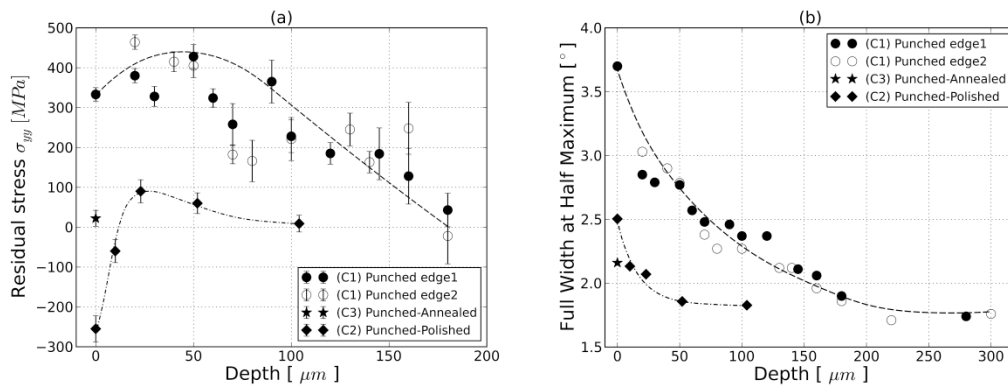 (a)
500
400
300
200
100
0
−100
−200
−300
0
50
100
150
200
Residual stress σyy [MPa]
Depth [ μm ]
(C1) Punched edge1
(C1) Punched edge2
(C3) Punched-Annealed
(C2) Punched-Polished
(b)
4.0
3.5
3.0
2.5
2.0
1.5
0
50
100
150
200
250
300
Full Width at Half Maximum [°]
Depth [ μm ]
(C1) Punched edge1
(C1) Punched edge2
(C3) Punched-Annealed
(C2) Punched-Polished